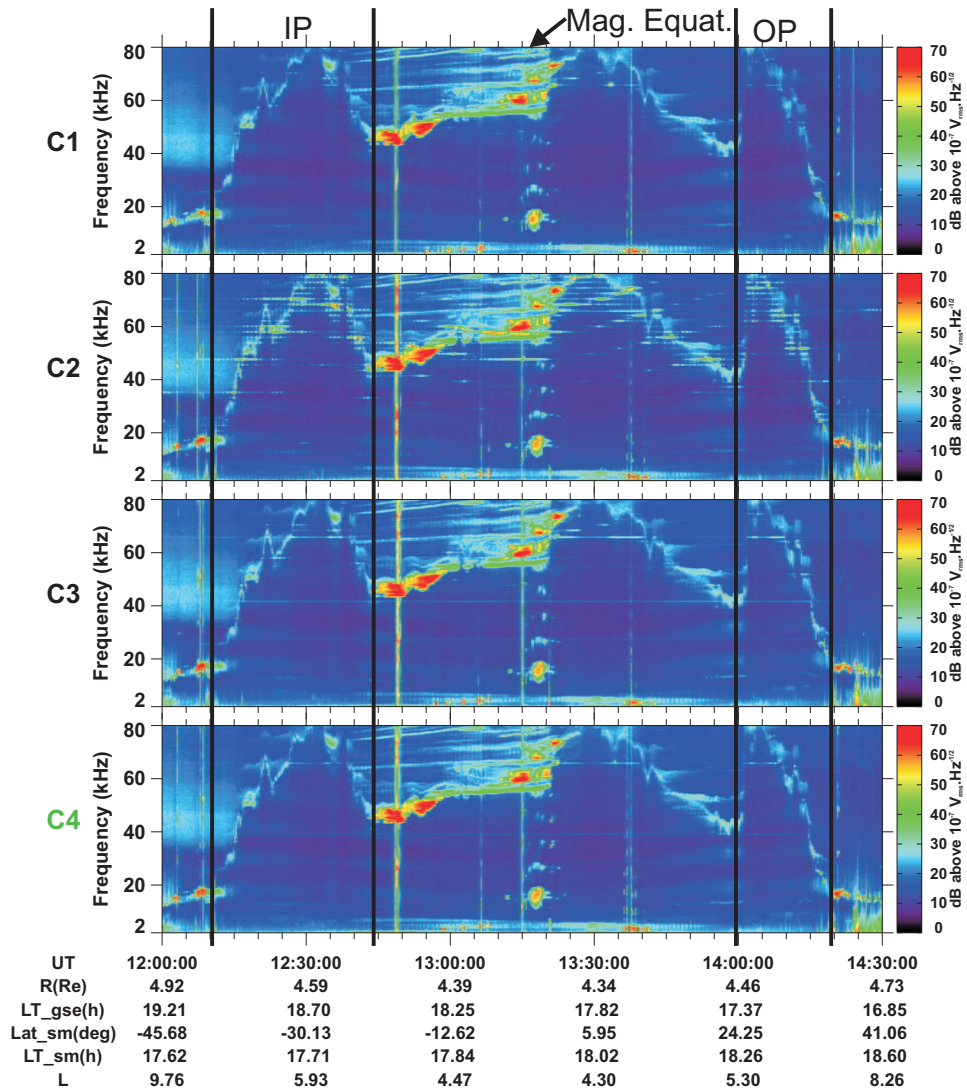 IP
Mag. Equat.
OP
C1
Frequency (kHz)
80
60
40
20
2
70
60
50
40
30
20
10
0
dB above 10⁻⁷ Vrms.Hz⁻¹/²
C2
Frequency (kHz)
80
60
40
20
2
70
60
50
40
30
20
10
0
dB above 10⁻⁷ Vrms.Hz⁻¹/²
C3
Frequency (kHz)
80
60
40
20
2
70
60
50
40
30
20
10
0
dB above 10⁻⁷ Vrms.Hz⁻¹/²
C4
Frequency (kHz)
80
60
40
20
2
70
60
50
40
30
20
10
0
dB above 10⁻⁷ Vrms.Hz⁻¹/²
UT 12:00:00 12:30:00 13:00:00 13:30:00 14:00:00 14:30:00
R(Re) 4.92 4.59 4.39 4.34 4.46 4.73
LT_gse(h) 19.21 18.70 18.25 17.82 17.37 16.85
Lat_sm(deg) -45.68 -30.13 -12.62 5.95 24.25 41.06
LT_sm(h) 17.62 17.71 17.84 18.02 18.26 18.60
L 9.76 5.93 4.47 4.30 5.30 8.26